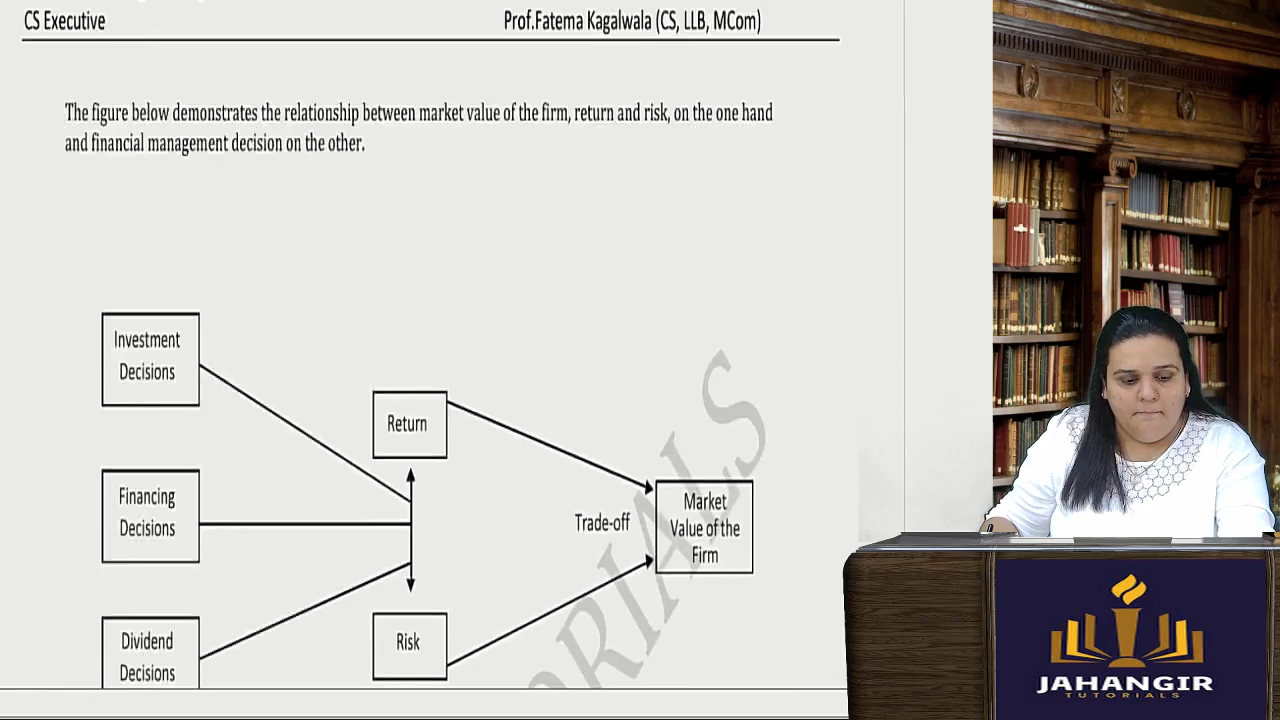 CS Executive
Prof.Fatema Kagalwala (CS, LLB, MCom)
The figure below demonstrates the relationship between market value of the firm, return and risk, on the one hand
and financial management decision on the other.
Investment
Decisions
Financing
Decisions
Dividend
Decisions
Return
Risk
Trade-off
Market
Value of the
Firm
ORIALS
JAHANGIR
TUTORIALS